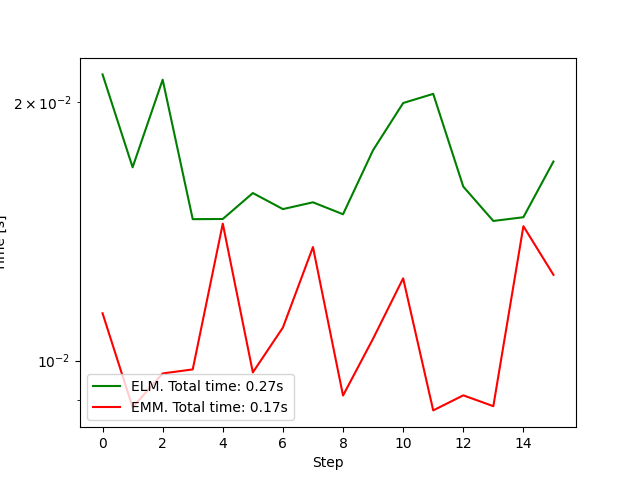 2 × 10⁻²
10⁻²
Time [s]
ELM. Total time: 0.27s
EMM. Total time: 0.17s
0 2 4 6 8 10 12 14
Step